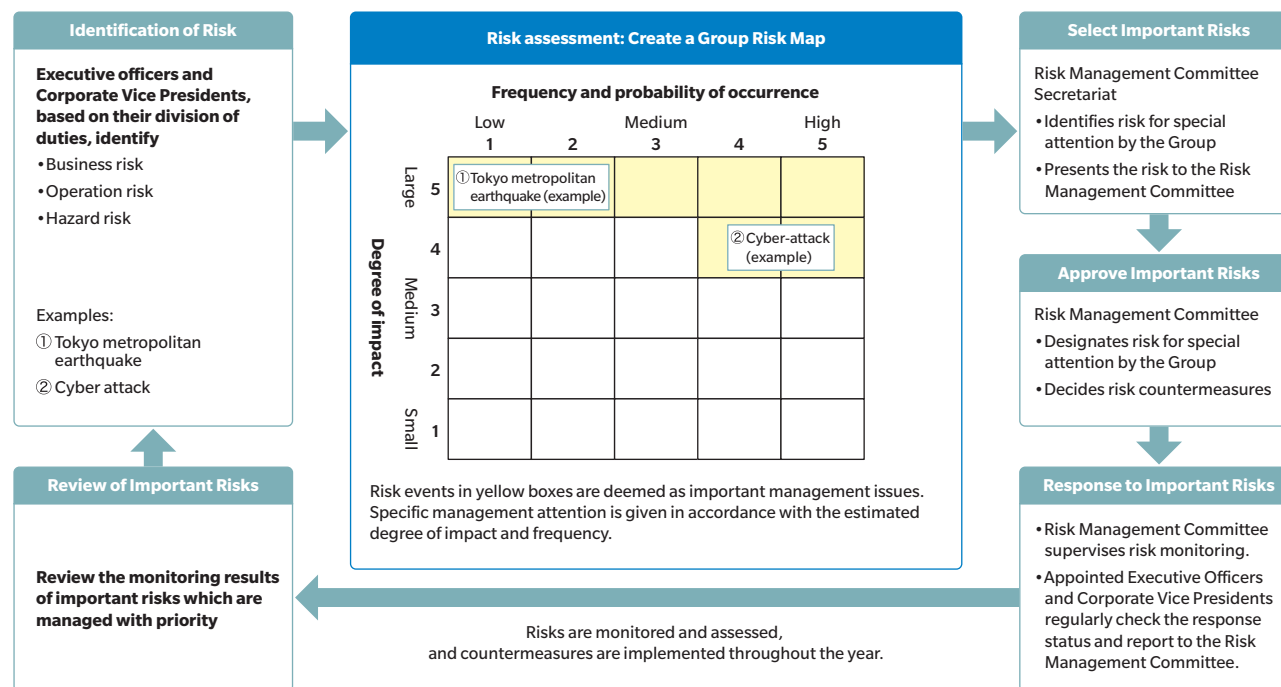 Identification of Risk
Executive officers and
Corporate Vice Presidents,
based on their division of
duties, identify
•Business risk
•Operation risk
•Hazard risk
Examples:
①Tokyo metropolitan
earthquake
②Cyber attack
Risk assessment: Create a Group Risk Map
Frequency and probability of occurrence
Low Medium High
1 2 3 4 5
Degree of impact
Large
Medium
Small
5
4
3
2
1
①Tokyo metropolitan
earthquake (example)
②Cyber-attack
(example)
Risk events in yellow boxes are deemed as important management issues.
Specific management attention is given in accordance with the estimated
degree of impact and frequency.
Select Important Risks
Risk Management Committee
Secretariat
•Identifies risk for special
attention by the Group
•Presents the risk to the Risk
Management Committee
Approve Important Risks
Risk Management Committee
•Designates risk for special
attention by the Group
•Decides risk countermeasures
Response to Important Risks
•Risk Management Committee
supervises risk monitoring.
•Appointed Executive Officers
and Corporate Vice Presidents
regularly check the response
status and report to the Risk
Management Committee.
Risks are monitored and assessed,
and countermeasures are implemented throughout the year.
Review of Important Risks
Review the monitoring results
of important risks which are
managed with priority